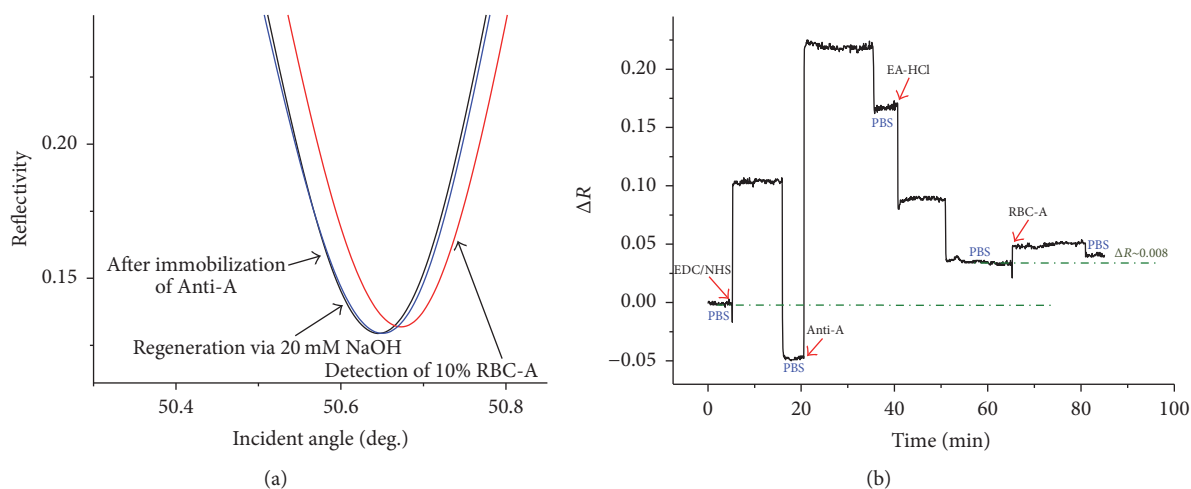 0.20
0.15
Reflectivity
After immobilization
of Anti-A
Regeneration via 20 mM NaOH
Detection of 10% RBC-A
50.4
50.6
50.8
Incident angle (deg.)
(a)
0.20
0.15
0.10
0.05
0.00
−0.05
ΔR
EA-HCl
PBS
RBC-A
PBS
PBS
ΔR~0.008
EDC/NHS
PBS
Anti-A
PBS
0
20
40
60
80
100
Time (min)
(b)